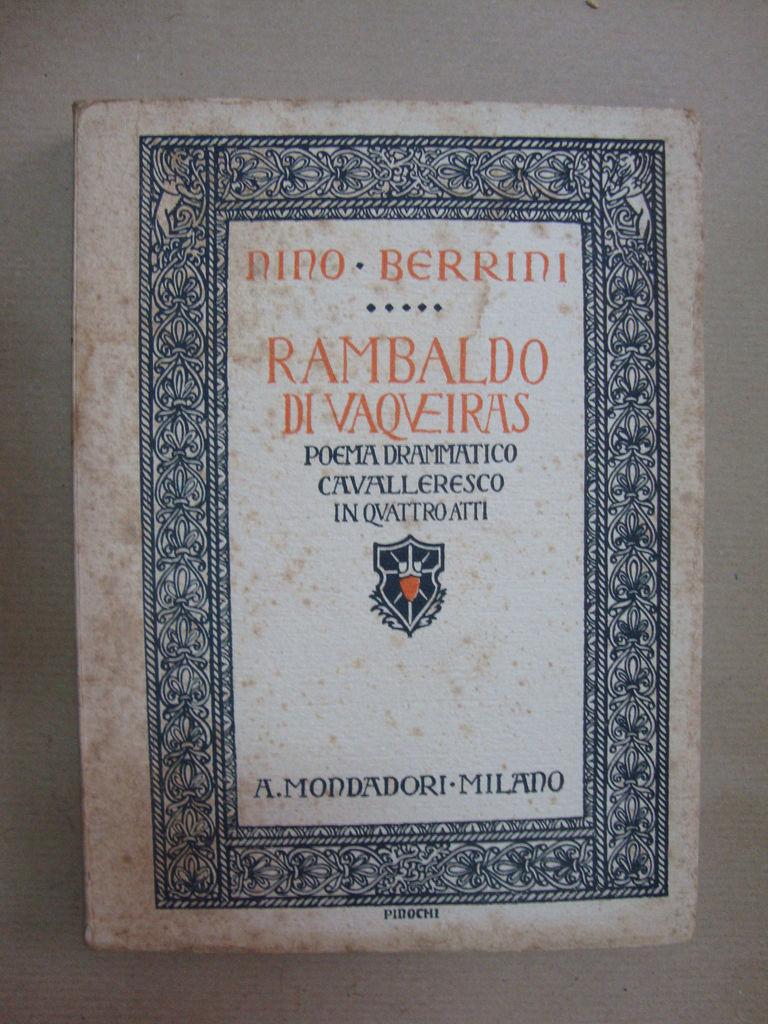 NINO · BERRINI
RAMBALDO
DI VAQVEIRAS
POEMA DRAMMATICO
CAVALLERESCO
IN QVATTRO ATTI
A. MONDADORI · MILANO
PINOCHI